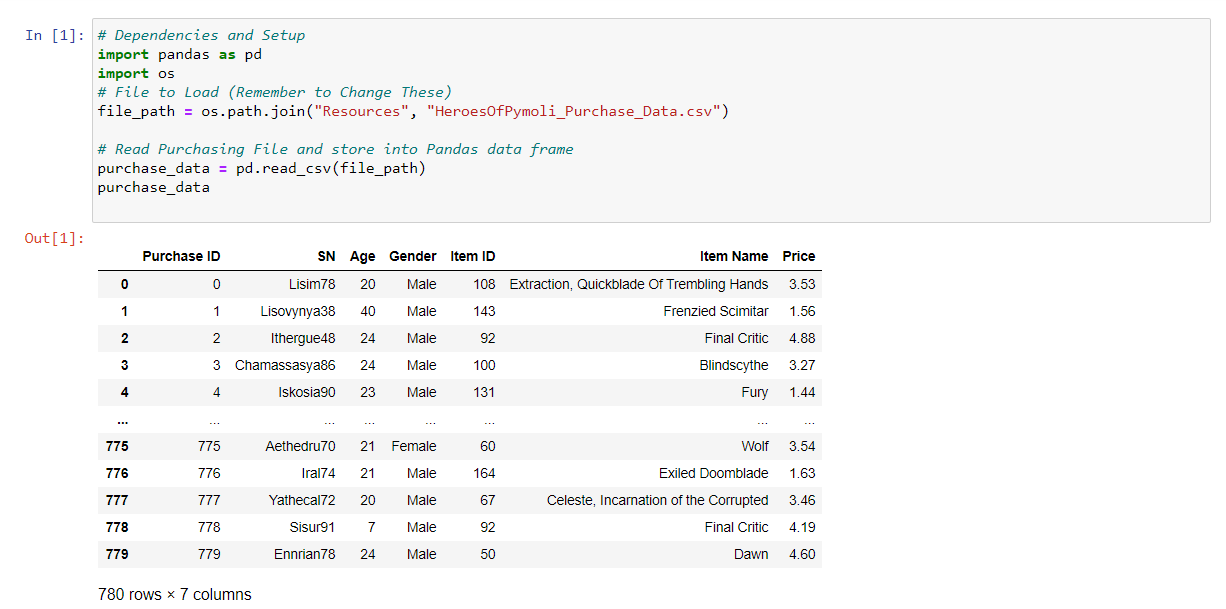 In [1]: # Dependencies and Setup
import pandas as pd
import os
# File to Load (Remember to Change These)
file_path = os.path.join("Resources", "HeroesOfPymoli_Purchase_Data.csv")
# Read Purchasing File and store into Pandas data frame
purchase_data = pd.read_csv(file_path)
purchase_data
Out[1]:
Purchase ID SN Age Gender Item ID Item Name Price
0 0 Lisim78 20 Male 108 Extraction, Quickblade Of Trembling Hands 3.53
1 1 Lisovynya38 40 Male 143 Frenzied Scimitar 1.56
2 2 Ithergue48 24 Male 92 Final Critic 4.88
3 3 Chamassasya86 24 Male 100 Blindscythe 3.27
4 4 Iskosia90 23 Male 131 Fury 1.44
... ... ... ... ... ... ... ...
775 775 Aethedru70 21 Female 60 Wolf 3.54
776 776 Iral74 21 Male 164 Exiled Doomblade 1.63
777 777 Yathecal72 20 Male 67 Celeste, Incarnation of the Corrupted 3.46
778 778 Sisur91 7 Male 92 Final Critic 4.19
779 779 Ennrian78 24 Male 50 Dawn 4.60
780 rows × 7 columns